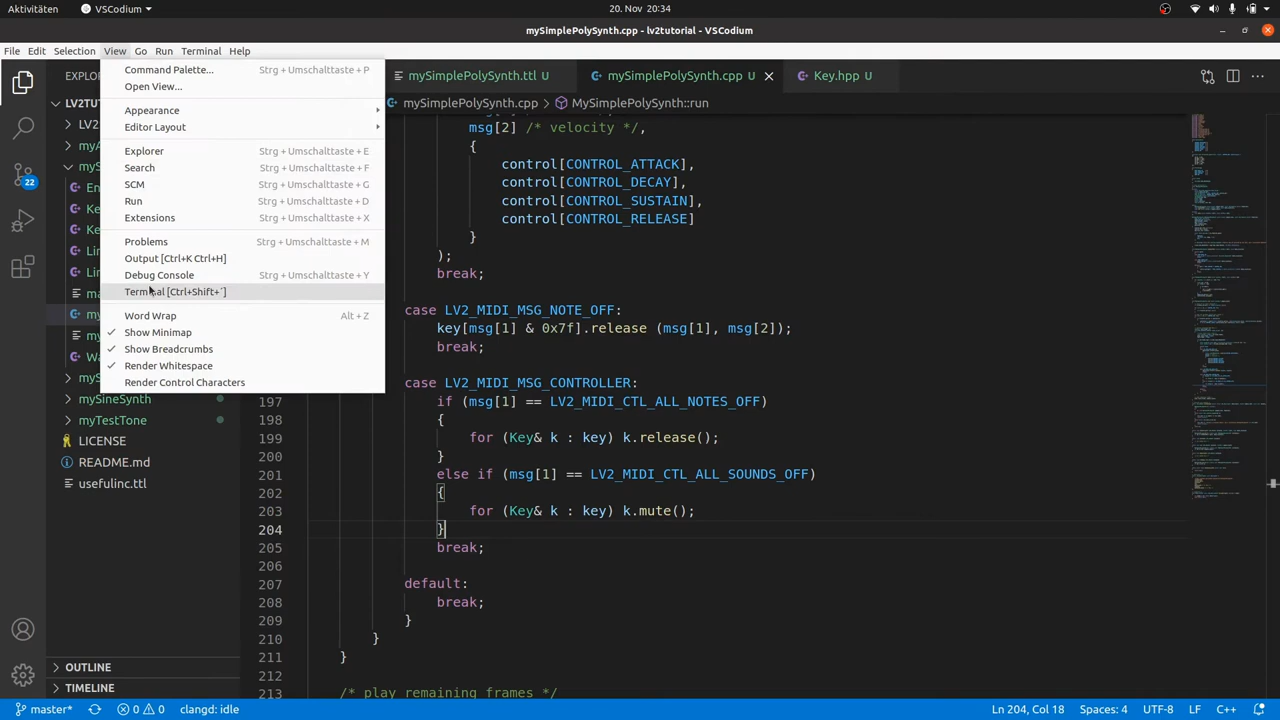 Aktivitäten
VSCodium
20. Nov 20:34
mySimplePolySynth.cpp - lv2tutorial - VSCodium
File Edit Selection View Go Run Terminal Help
Command Palette... Strg + Umschalttaste + P
Open View...
Appearance
Editor Layout
Explorer Strg + Umschalttaste + E
Search Strg + Umschalttaste + F
SCM Strg + Umschalttaste + G
Run Strg + Umschalttaste + D
Extensions Strg + Umschalttaste + X
Problems Strg + Umschalttaste + M
Output [Ctrl+K Ctrl+H]
Debug Console Strg + Umschalttaste + Y
Terminal [Ctrl+Shift+´]
Word Wrap Alt + Z
Show Minimap
Show Breadcrumbs
Render Whitespace
Render Control Characters
22
mySineSynth
myTestTone
LICENSE
README.md
usefulinc.ttl
OUTLINE
TIMELINE
mySimplePolySynth.ttl U
mySimplePolySynth.cpp U
Key.hpp U
mySimplePolySynth.cpp > MySimplePolySynth::run
msg[2] /* velocity */,
{
control[CONTROL_ATTACK],
control[CONTROL_DECAY],
control[CONTROL_SUSTAIN],
control[CONTROL_RELEASE]
}
);
break;
case LV2_MIDI_MSG_NOTE_OFF:
key[msg[1] & 0x7f].release (msg[1], msg[2]);
break;
case LV2_MIDI_MSG_CONTROLLER:
197 if (msg[1] == LV2_MIDI_CTL_ALL_NOTES_OFF)
198 {
199 for (Key& k : key) k.release();
200 }
201 else if (msg[1] == LV2_MIDI_CTL_ALL_SOUNDS_OFF)
202 {
203 for (Key& k : key) k.mute();
204 }
205 break;
206
207 default:
208 break;
209 }
210 }
211 }
212
213 /* play remaining frames */
master* 0 0 clangd: idle
Ln 204, Col 18 Spaces: 4 UTF-8 LF C++